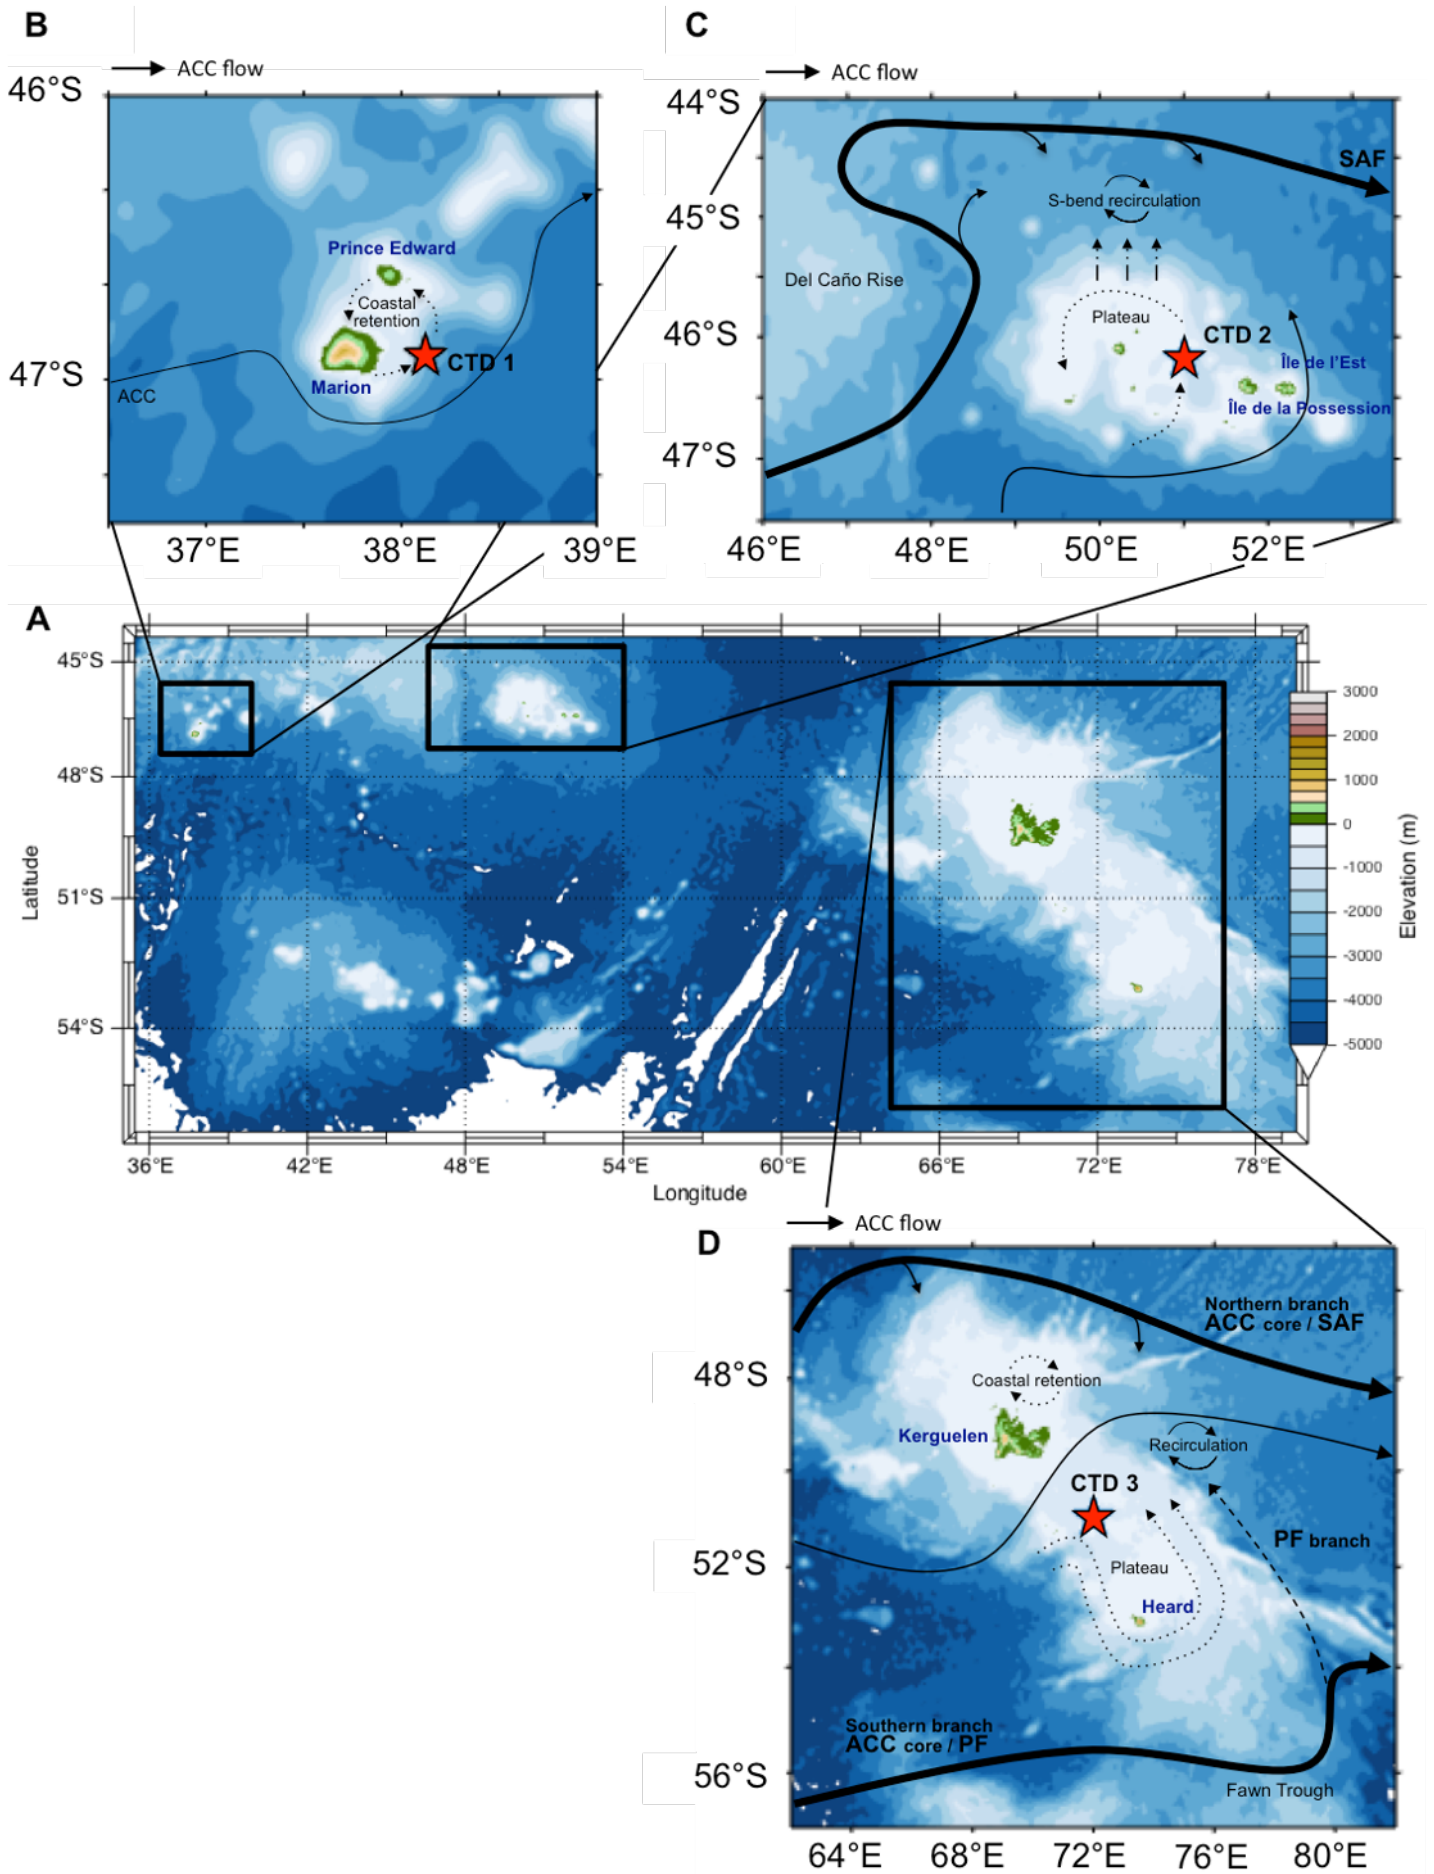 B
ACC flow
46°S
Prince Edward
Coastal
retention
CTD 1
47°S
Marion
ACC
37°E 38°E 39°E
C
ACC flow
44°S
SAF
45°S
S-bend recirculation
Del Caño Rise
Plateau
46°S
CTD 2
Île de l'Est
Île de la Possession
47°S
46°E 48°E 50°E 52°E
A
45°S
48°S
51°S
54°S
Latitude
36°E 42°E 48°E 54°E 60°E 66°E 72°E 78°E
Longitude
3000
2000
1000
0
-1000
-2000
-3000
-4000
-5000
Elevation (m)
ACC flow
D
Northern branch
ACC core / SAF
48°S
Coastal retention
Kerguelen
Recirculation
CTD 3
PF branch
52°S
Plateau
Heard
Southern branch
ACC core / PF
56°S
Fawn Trough
64°E 68°E 72°E 76°E 80°E